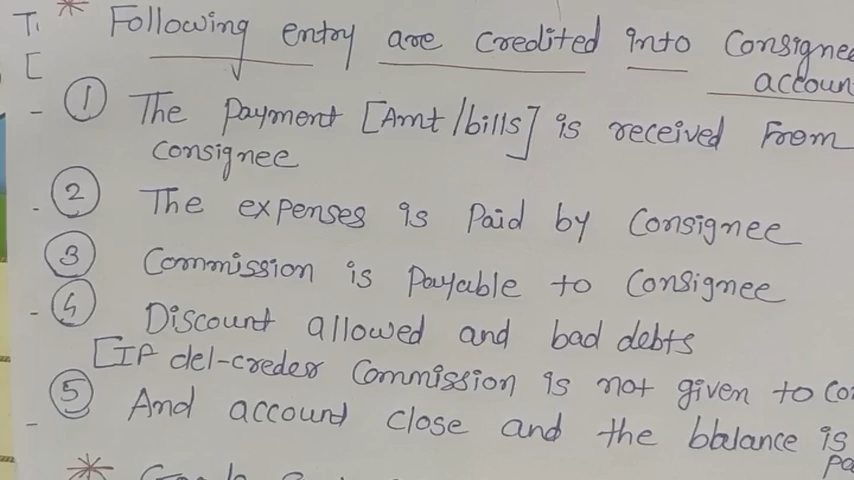 * Following entry are credited into Consignee
account
① The Payment [Amt/bills] is received From
consignee
② The expenses is Paid by Consignee
③ Commission is Payable to Consignee
④ Discount allowed and bad debts
[IF del-creder Commission is not given to
⑤ And account close and the bbalance is
*